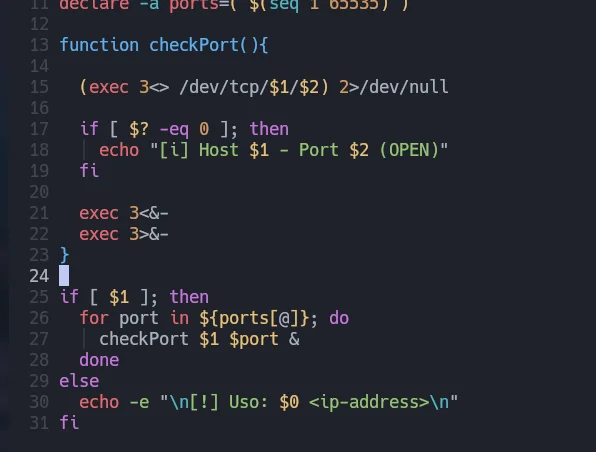 11 declare -a ports=( $(seq 1 65535) )
12
13 function checkPort(){
14
15 (exec 3<> /dev/tcp/$1/$2) 2>/dev/null
16
17 if [ $? -eq 0 ]; then
18 echo "[i] Host $1 - Port $2 (OPEN)"
19 fi
20
21 exec 3<&-
22 exec 3>&-
23 }
24
25 if [ $1 ]; then
26 for port in ${ports[@]}; do
27 checkPort $1 $port &
28 done
29 else
30 echo -e "\n[!] Uso: $0 <ip-address>\n"
31 fi